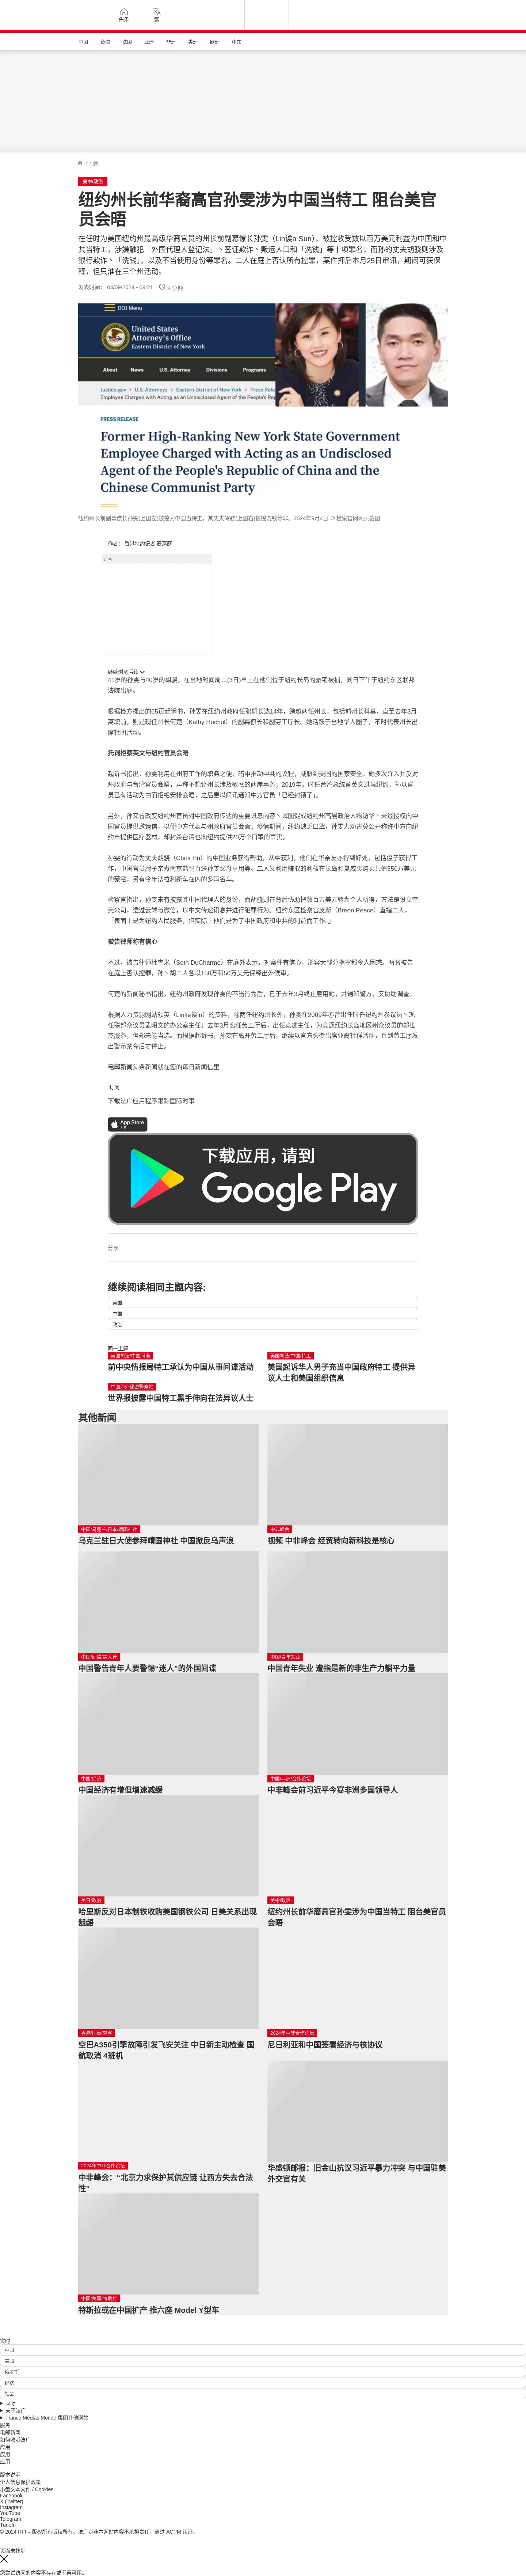 头条
繁
中国
台海
法国
亚洲
非洲
美洲
欧洲
中东
/ 中国
美中/政治
纽约州长前华裔高官孙雯涉为中国当特工 阻台美官员会晤
在任时为美国纽约州最高级华裔官员的州长前副幕僚长孙雯（Lin误a Sun），被控收受数以百万美元利益为中国和中共当特工，涉嫌触犯「外国代理人登记法」丶签证欺诈丶贩运人口和「洗钱」等十项罪名；而孙的丈夫胡骁则涉及银行欺诈丶「洗钱」，以及不当使用身份等罪名。二人在庭上否认所有控罪，案件押后本月25日审讯，期间可获保释，但只准在三个州活动。
发表时间： 04/09/2024 - 09:21
8 分钟
DOJ Menu
United States
Attorney's Office
Eastern District of New York
About News U.S. Attorney Divisions Programs
Justice.gov > U.S. Attorneys > Eastern District of New York > Press Rele
Employee Charged with Acting as an Undisclosed Agent of the People's Re
PRESS RELEASE
Former High-Ranking New York State Government
Employee Charged with Acting as an Undisclosed
Agent of the People's Republic of China and the
Chinese Communist Party
纽约州长前副幕僚长孙雯(上图左)被控为中国当特工，其丈夫胡骁(上图右)被控洗钱等罪。2024年9月4日 © 检察官网网页截图
作者： 香港特约记者 麦燕庭
广告
继续浏览后续
41岁的孙雯与40岁的胡骁，在当地时间周二(3日)早上在他们位于纽约长岛的豪宅被捕，同日下午于纽约东区联邦法院出庭。
根据检方提出的65页起诉书，孙雯在纽约州政府任职期长达14年，跨越两任州长，包括前州长科莫，直至去年3月离职前，则是现任州长何楚（Kathy Hochul）的副幕僚长和副劳工厅长。她活跃于当地华人圈子，不时代表州长出席社团活动。
托词拒蔡英文与纽约官员会晤
起诉书指出，孙雯利用在州府工作的职务之便，暗中推动中共的议程，威胁到美国的国家安全。她多次介入并反对州政府与台湾官员会晤，声称不想让州长涉及敏感的两岸事务；2019年，时任台湾总统蔡英文过境纽约，孙以官员已有活动为由而拒绝安排会晤，之后更以简讯通知中方官员「已经封锁了」。
另外，孙又曾改变纽约州官员对中国政府传达的重要讯息内容丶试图促成纽约州高层政治人物访华丶未经授权向中国官员提供邀请信，以便中方代表与州政府官员会面；疫情期间，纽约缺乏口罩，孙雯力劝古莫公开称许中方向纽约市提供医疗器材，却封杀台湾也向纽约提供20万个口罩的事实。
孙雯的行动为丈夫胡骁（Chris Hu）的中国业务获得帮助，从中获利，他们在华亲友亦得到好处，包括侄子获得工作，中国官员厨子亲煮南京盐鸭直送孙雯父母享用等。二人又利用赚取的利益在长岛和夏威夷购买共值550万美元的豪宅，另有今年法拉利新车在内的多辆名车。
检察官指出，孙雯未有披露其中国代理人的身份，而胡骁则在背后协助把数百万美元转为个人所得，方法是设立空壳公司，透过云端与微信，以中文传递讯息并进行犯罪行为。纽约东区检察官皮斯（Breon Peace）直指二人，「表面上是为纽约人民服务，但实际上他们是为了中国政府和中共的利益而工作。」
被告律师称有信心
不过，被告律师杜查米（Seth DuCharme）在庭外表示，对案件有信心，形容大部分指控都令人困惑。两名被告在庭上否认控罪，孙丶胡二人各以150万和50万美元保释出外候审。
何楚的新闻秘书指出，纽约州政府发现孙雯的不当行为后，已于去年3月终止雇用她，并通知警方，又协助调查。
根据人力资源网站领英（Linke误In）的资料，除两任纽约州长外，孙雯在2009年亦曾出任时任纽约州参议员丶现任联邦众议员孟昭文的办公室主任；去年3月离任劳工厅后，出任竞选主任，为竞逐纽约长岛地区州众议员的郑世杰服务，但郑未能当选。而根据起诉书，孙雯在离开劳工厅后，继续以官方头衔出席亚裔社群活动，直到劳工厅发出警示禁令后才停止。
电邮新闻头条新闻就在您的每日新闻信里
订阅
下载法广应用程序跟踪国际时事
App Store
下载
下载应用，请到
Google Play
分享 :
继续阅读相同主题内容:
美国
中国
政治
同一主题
美国司法/中国间谍
前中央情报局特工承认为中国从事间谍活动
美国司法/中国/特工
美国起诉华人男子充当中国政府特工 提供异议人士和美国组织信息
中国海外秘密警察站
世界报披露中国特工黑手伸向在法异议人士
其他新闻
中国/乌克兰/日本/靖国神社
乌克兰驻日大使参拜靖国神社 中国掀反乌声浪
中非峰会
视频 中非峰会 经贸转向新科技是核心
中国/间谍/美人计
中国警告青年人要警惕“迷人”的外国间谍
中国/青年失业
中国青年失业 遭指是新的非生产力躺平力量
中国/经济
中国经济有增但增速减缓
中国/非洲合作论坛
中非峰会前习近平今宴非洲多国领导人
美日/政治
哈里斯反对日本制铁收购美国钢铁公司 日美关系出现龃龉
美中/政治
纽约州长前华裔高官孙雯涉为中国当特工 阻台美官员会晤
香港/国泰/空客
空巴A350引擎故障引发飞安关注 中日新主动检查 国航取消 4班机
2024年中非合作论坛
尼日利亚和中国签署经济与核协议
2024年中非合作论坛
中非峰会：“北京力求保护其供应链 让西方失去合法性”
华盛顿邮报：旧金山抗议习近平暴力冲突 与中国驻美外交官有关
中国/美国/特斯拉
特斯拉或在中国扩产 推六座 Model Y型车
实时
中国
美国
俄罗斯
经济
社会
国际
关于法广
France Médias Monde 集团其他网站
服务
电邮新闻
如何收听法广
应用
应用
应用
版本说明
个人信息保护政策
小型文本文件 / Cookies
Facebook
X (Twitter)
Instagram
YouTube
Telegram
TuneIn
© 2024 RFI – 版权所有版权所有。法广对非本网站内容不承担责任。通过 ACPM 认证。
页面未找到
您尝试访问的内容不存在或不再可用。